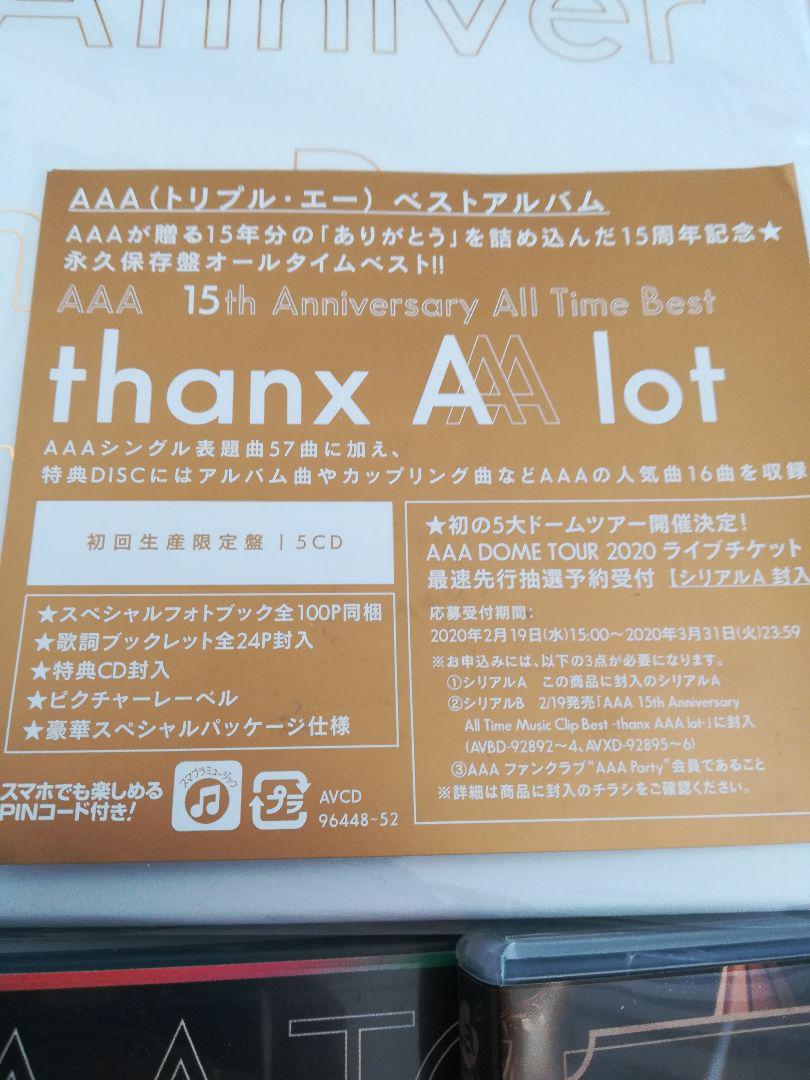 Anniver
AAA(トリプル・エー) ベストアルバム
AAAが贈る15年分の「ありがとう」を詰め込んだ15周年記念★
永久保存盤オールタイムベスト!!
AAA 15th Anniversary All Time Best
thanx AAA lot
AAAシングル表題曲57曲に加え、
特典DISCにはアルバム曲やカップリング曲などAAAの人気曲16曲を収録
初回生産限定盤 | 5CD
★スペシャルフォトブック全100P同梱
★歌詞ブックレット全24P封入
★特典CD封入
★ピクチャーレーベル
★豪華スペシャルパッケージ仕様
★初の5大ドームツアー開催決定!
AAA DOME TOUR 2020 ライブチケット
最速先行抽選予約受付 【シリアルA 封入
応募受付期間:
2020年2月19日(水)15:00～2020年3月31日(火)23:59
※お申込みには、以下の3点が必要になります。
①シリアルA この商品に封入のシリアルA
②シリアルB 2/19発売「AAA 15th Anniversary
All Time Music Clip Best -thanx AAA lot-」に封入
(AVBD-92892～4、AVXD-92895～6)
③AAA ファンクラブ"AAA Party"会員であること
※詳細は商品に封入のチラシをご確認ください。
スマホでも楽しめる
PINコード付き!
スマプラミュージック
プラ
AVCD
96448~52